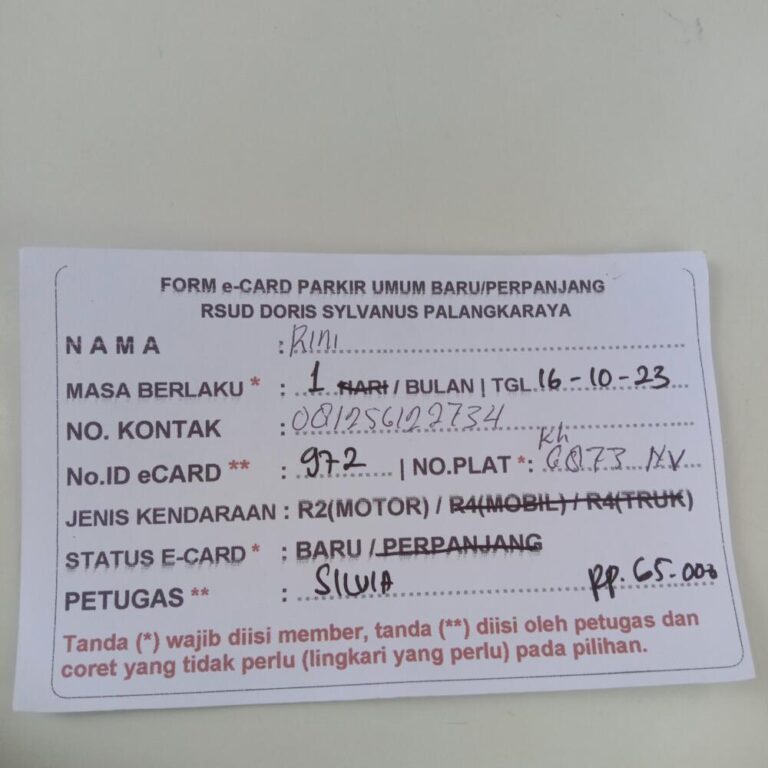 FORM e-CARD PARKIR UMUM BARU/PERPANJANG
RSUD DORIS SYLVANUS PALANGKARAYA
NAMA : RINI
MASA BERLAKU * : 1 HARI / BULAN | TGL 16-10-23
NO. KONTAK : 081256122734
No.ID eCARD ** : 972 | NO.PLAT *: Kh 6873 NV
JENIS KENDARAAN : R2(MOTOR) / R4(MOBIL) / R4(TRUK)
STATUS E-CARD * : BARU / PERPANJANG
PETUGAS ** : SILVIA Rp. 65.000
Tanda (*) wajib diisi member, tanda (**) diisi oleh petugas dan
coret yang tidak perlu (lingkari yang perlu) pada pilihan.